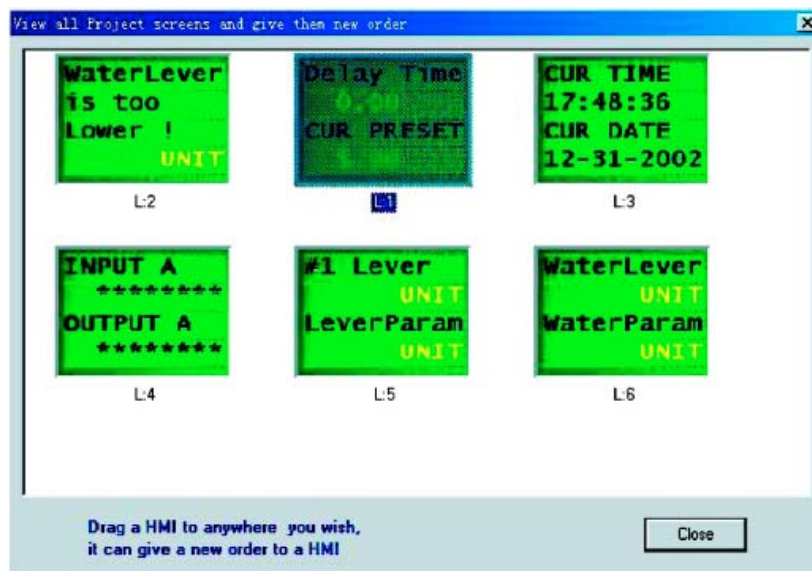 View all Project screens and give them new order
WaterLever
is too
Lower !
UNIT
L:2
Delay Time
0.00
CUR PRESET
L:1
CUR TIME
17:48:36
CUR DATE
12-31-2002
L:3
INPUT A
********
OUTPUT A
********
L:4
#1 Lever
UNIT
LeverParam
UNIT
L:5
WaterLever
UNIT
WaterParam
UNIT
L:6
Drag a HMI to anywhere you wish,
it can give a new order to a HMI
Close